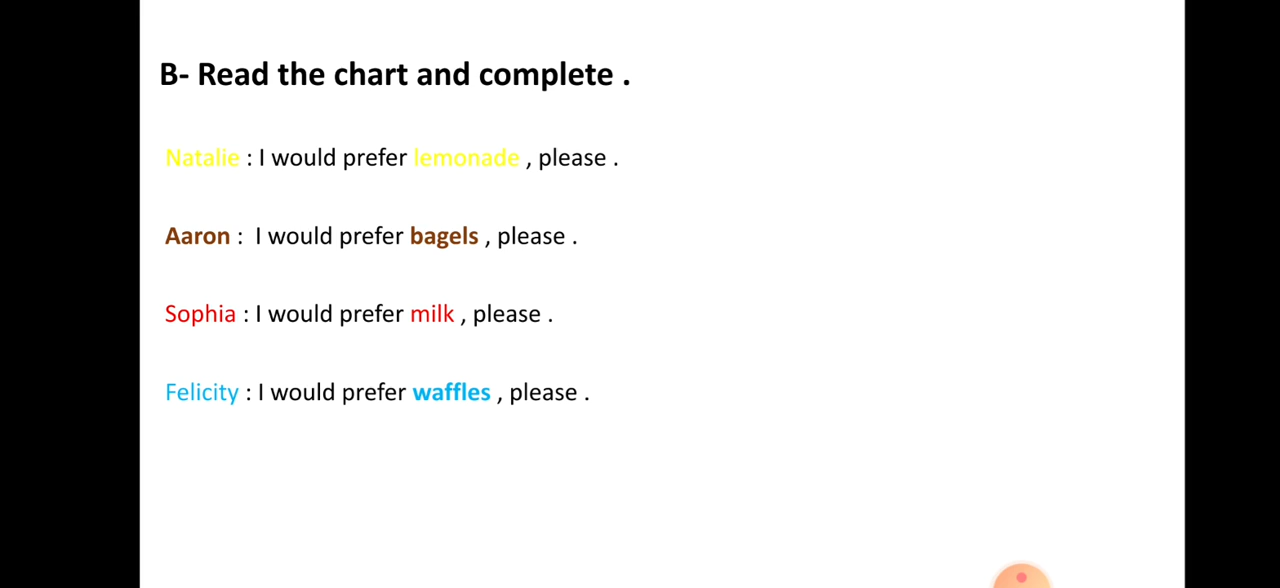 B- Read the chart and complete .
Natalie : I would prefer lemonade , please .
Aaron :  I would prefer bagels , please .
Sophia : I would prefer milk , please .
Felicity : I would prefer waffles , please .